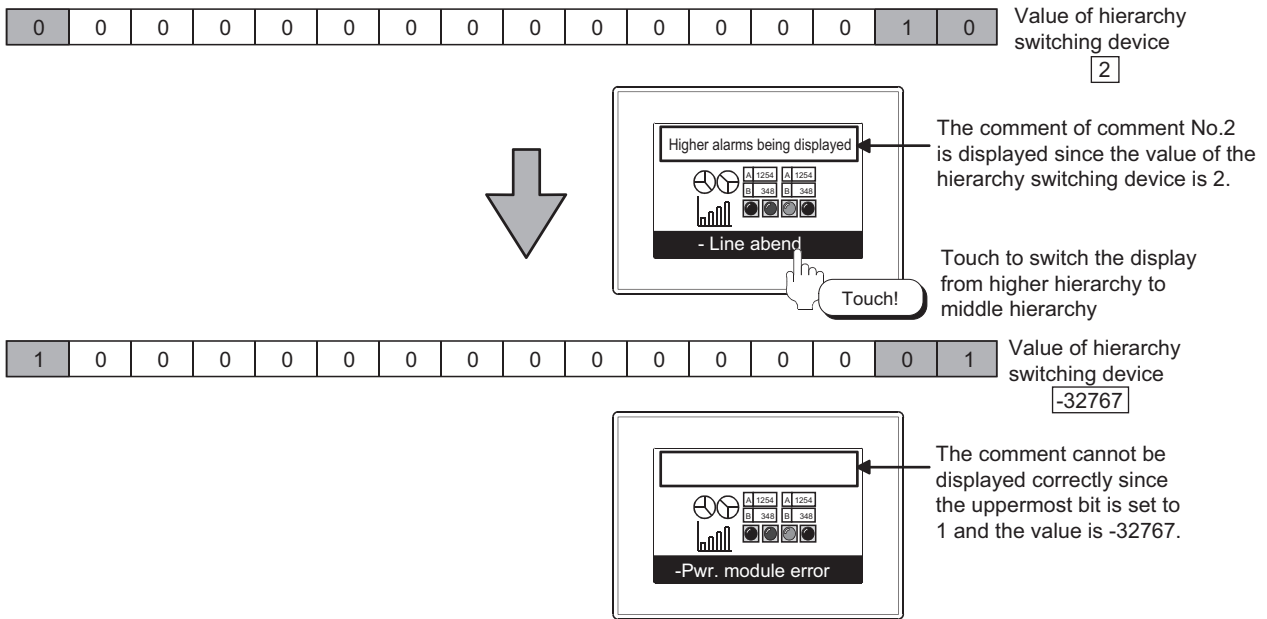 0 0 0 0 0 0 0 0 0 0 0 0 0 0 1 0
Value of hierarchy
switching device
2
Higher alarms being displayed
A 1254 A 1254
B 348 B 348
- Line abend
Touch!
The comment of comment No.2
is displayed since the value of the
hierarchy switching device is 2.
Touch to switch the display
from higher hierarchy to
middle hierarchy
1 0 0 0 0 0 0 0 0 0 0 0 0 0 0 1
Value of hierarchy
switching device
-32767
A 1254 A 1254
B 348 B 348
-Pwr. module error
The comment cannot be
displayed correctly since
the uppermost bit is set to
1 and the value is -32767.